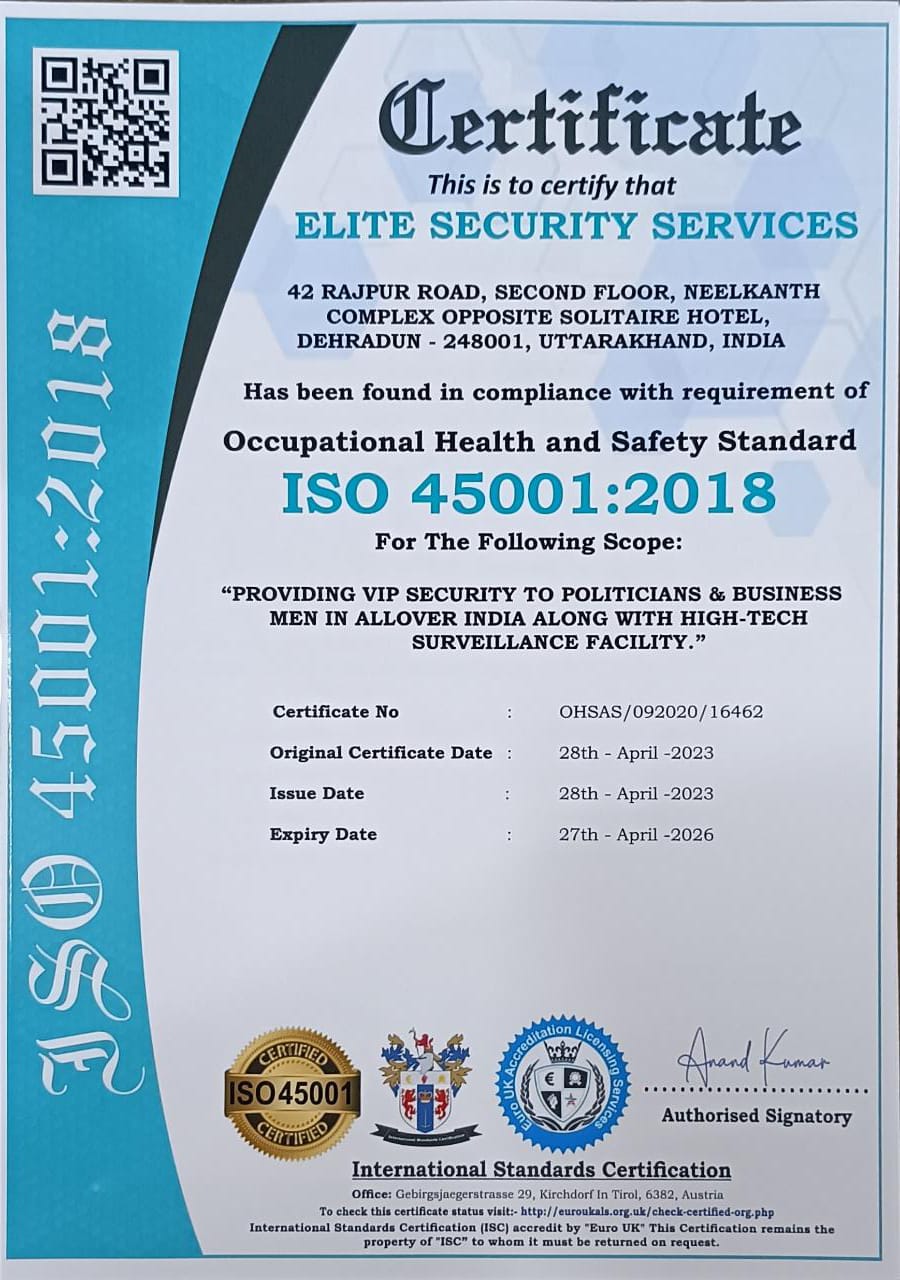 Certificate
This is to certify that
ELITE SECURITY SERVICES
42 RAJPUR ROAD, SECOND FLOOR, NEELKANTH
COMPLEX OPPOSITE SOLITAIRE HOTEL,
DEHRADUN - 248001, UTTARAKHAND, INDIA
Has been found in compliance with requirement of
Occupational Health and Safety Standard
ISO 45001:2018
For The Following Scope:
“PROVIDING VIP SECURITY TO POLITICIANS & BUSINESS
MEN IN ALLOVER INDIA ALONG WITH HIGH-TECH
SURVEILLANCE FACILITY.”
Certificate No : OHSAS/092020/16462
Original Certificate Date : 28th - April -2023
Issue Date : 28th - April -2023
Expiry Date : 27th - April -2026
ISO 45001:2018
CERTIFIED
ISO45001
CERTIFIED
International Standards Certification
Euro UK Accreditation Licensing Services
Anand Kumar
Authorised Signatory
International Standards Certification
Office: Gebirgsjaegerstrasse 29, Kirchdorf In Tirol, 6382, Austria
To check this certificate status visit:- http://euroukals.org.uk/check-certified-org.php
International Standards Certification (ISC) accredit by "Euro UK" This Certification remains the
property of "ISC" to whom it must be returned on request.